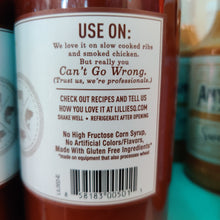 USE ON:
We love it on slow cooked ribs
and smoked chicken.
But really you
Can't Go Wrong.
(Trust us, we're professionals.)
CHECK OUT RECIPES AND TELL US
HOW YOU LOVE IT AT LILLIESQ.COM
SHAKE WELL • REFRIGERATE AFTER OPENING
No High Fructose Corn Syrup,
No Artificial Colors/Flavors,
Made With Gluten Free Ingredients*
*made on equipment that also processes wheat
8 58183 00501